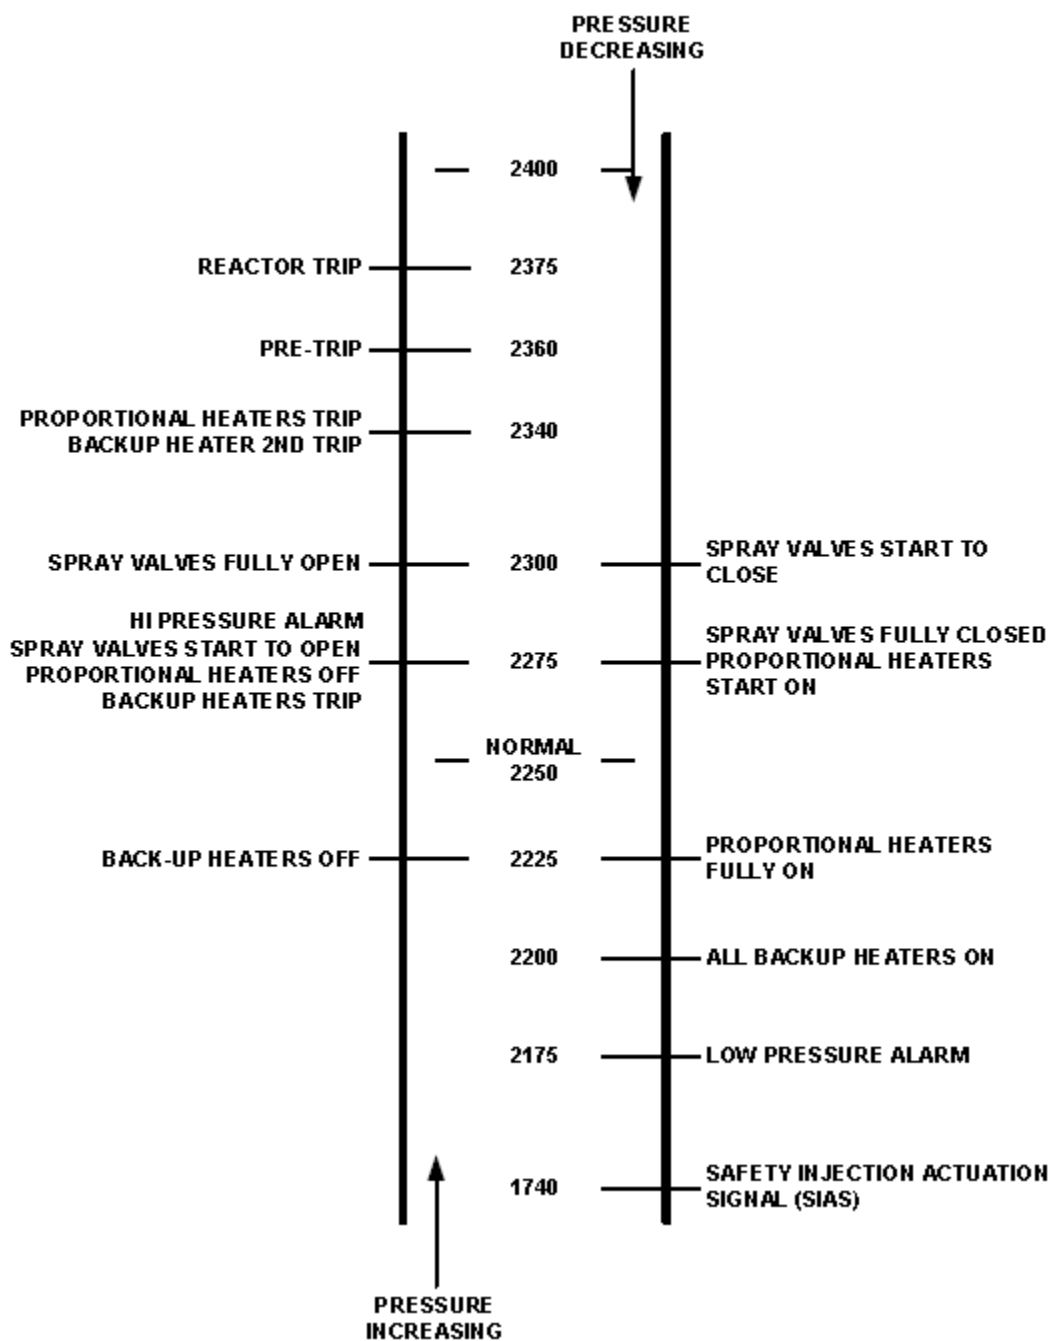 PRESSURE
DECREASING
2400
REACTOR TRIP
2375
PRE-TRIP
2360
PROPORTIONAL HEATERS TRIP
BACKUP HEATER 2ND TRIP
2340
SPRAY VALVES FULLY OPEN
2300
SPRAY VALVES START TO
CLOSE
HI PRESSURE ALARM
SPRAY VALVES START TO OPEN
PROPORTIONAL HEATERS OFF
BACKUP HEATERS TRIP
2275
SPRAY VALVES FULLY CLOSED
PROPORTIONAL HEATERS
START ON
NORMAL
2250
BACK-UP HEATERS OFF
2225
PROPORTIONAL HEATERS
FULLY ON
2200
ALL BACKUP HEATERS ON
2175
LOW PRESSURE ALARM
1740
SAFETY INJECTION ACTUATION
SIGNAL (SIAS)
PRESSURE
INCREASING